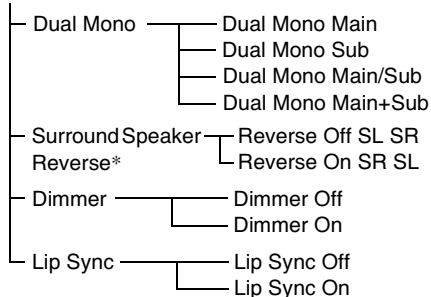 Dual Mono Dual Mono Main
Dual Mono Sub
Dual Mono Main/Sub
Dual Mono Main+Sub
Surround Speaker Reverse Off SL SR
Reverse* Reverse On SR SL
Dimmer Dimmer Off
Dimmer On
Lip Sync Lip Sync Off
Lip Sync On